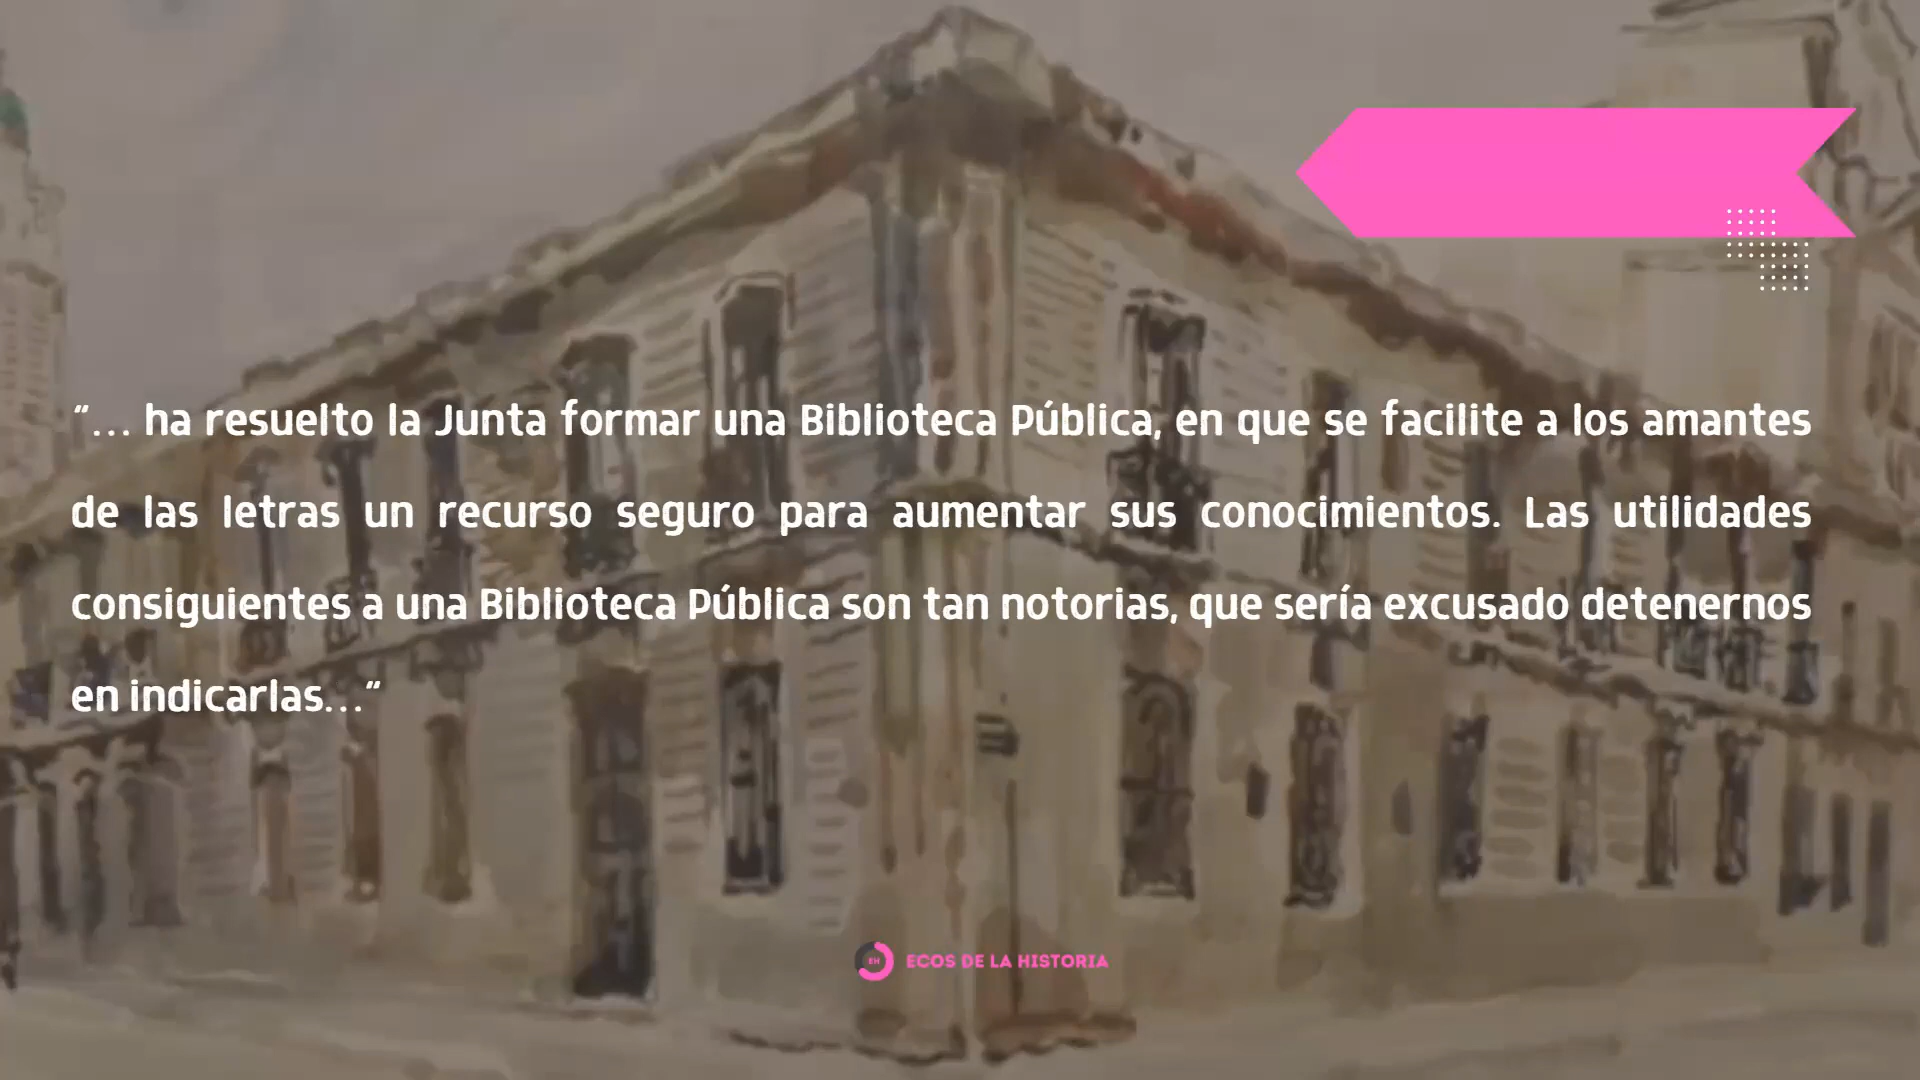 “... ha resuelto la Junta formar una Biblioteca Pública, en que se facilite a los amantes
de las letras un recurso seguro para aumentar sus conocimientos. Las utilidades
consiguientes a una Biblioteca Pública son tan notorias, que sería excusado detenernos
en indicarlas...“
EH ECOS DE LA HISTORIA